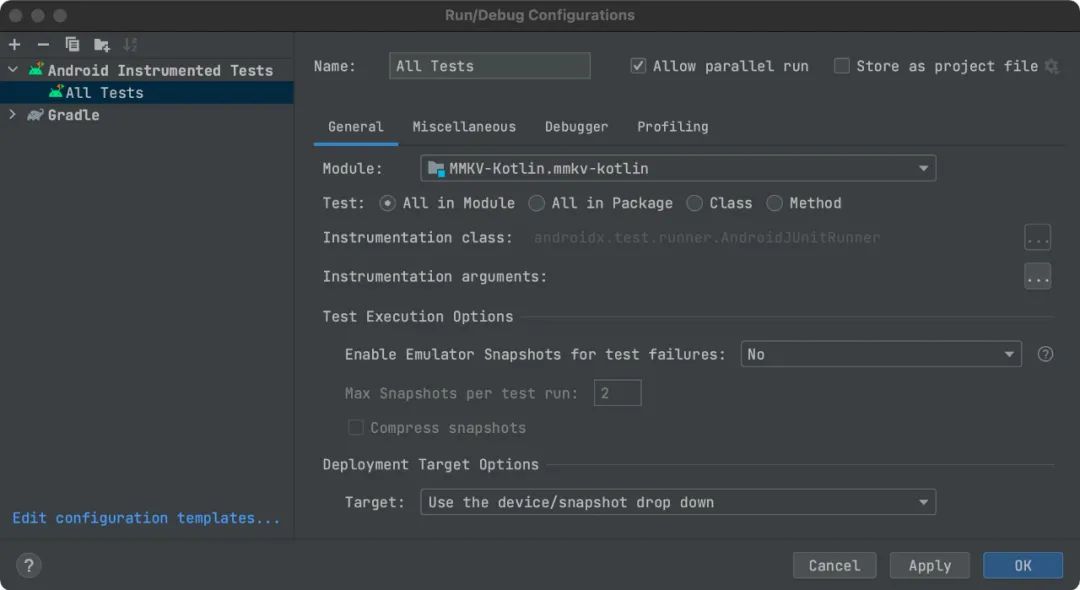 Run/Debug Configurations
Android Instrumented Tests
All Tests
Gradle
Edit configuration templates...
Name: All Tests Allow parallel run Store as project file
General Miscellaneous Debugger Profiling
Module: MMKV-Kotlin.mmkv-kotlin
Test: All in Module All in Package Class Method
Instrumentation class: androidx.test.runner.AndroidJUnitRunner ...
Instrumentation arguments: ...
Test Execution Options
Enable Emulator Snapshots for test failures: No ?
Max Snapshots per test run: 2
Compress snapshots
Deployment Target Options
Target: Use the device/snapshot drop down
? Cancel Apply OK